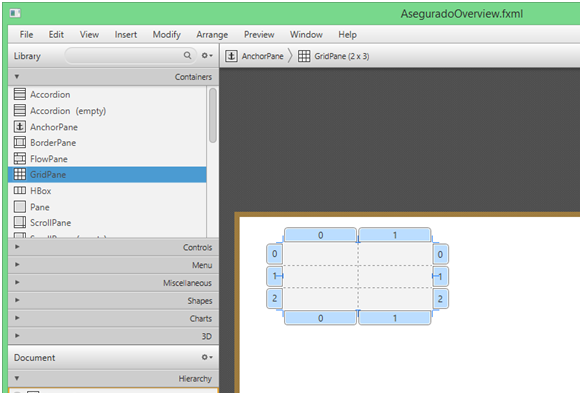 AseguradoOverview.fxml
File Edit View Insert Modify Arrange Preview Window Help
Library
AnchorPane GridPane (2 x 3)
Containers
Accordion
Accordion (empty)
AnchorPane
BorderPane
FlowPane
GridPane
HBox
Pane
ScrollPane
Controls
Menu
Miscellaneous
Shapes
Charts
3D
Document
Hierarchy
0 1
0 0
1 1
2 2
0 1